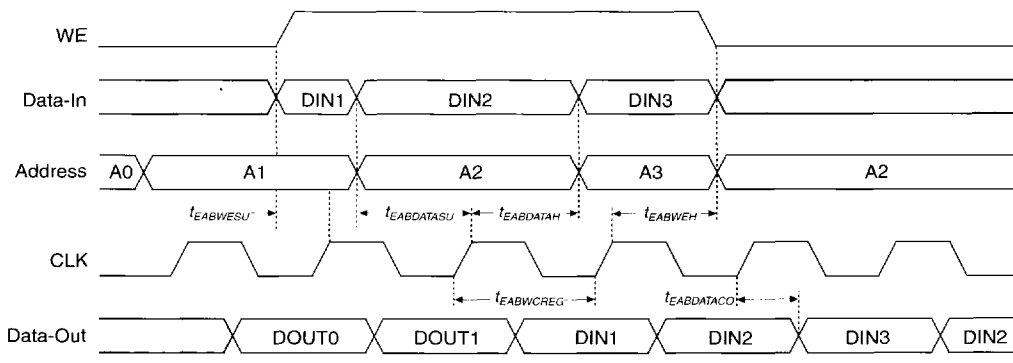 WE
Data-In DIN1 DIN2 DIN3
Address A0 A1 A2 A3 A2
tEABWESU tEABDATASU tEABDATAH tEABWEH
CLK
tEABWCREG tEABDATACO
Data-Out DOUT0 DOUT1 DIN1 DIN2 DIN3 DIN2